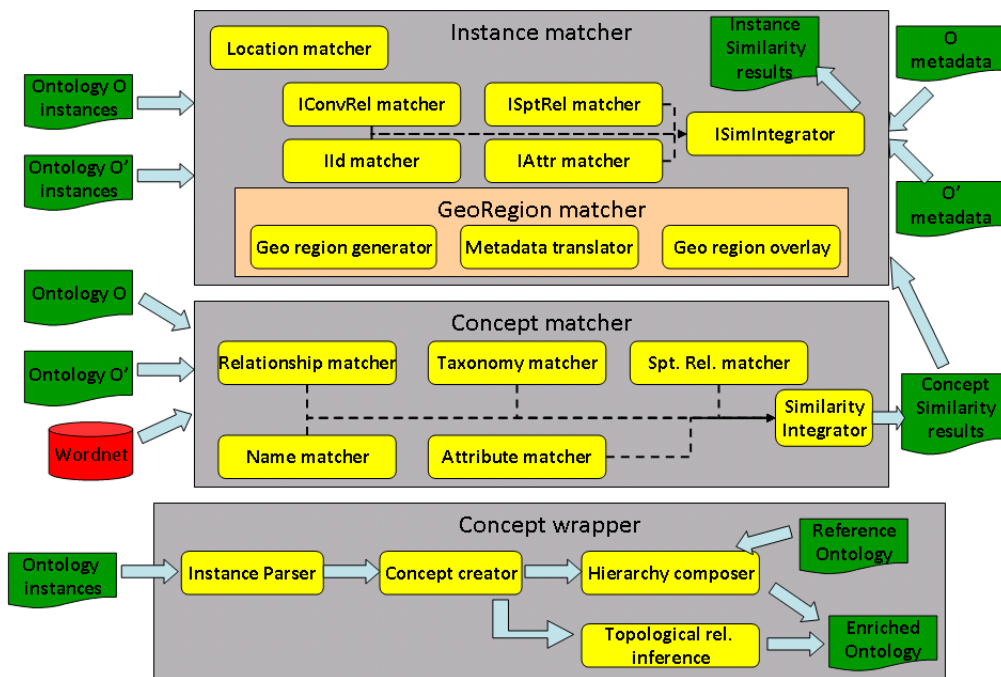 Instance matcher
Location matcher
Instance
Similarity
results
O
metadata
Ontology O
instances
IConvRel matcher
ISptRel matcher
ISimIntegrator
IId matcher
IAttr matcher
Ontology O'
instances
O'
metadata
GeoRegion matcher
Geo region generator
Metadata translator
Geo region overlay
Ontology O
Concept matcher
Ontology O'
Relationship matcher
Taxonomy matcher
Spt. Rel. matcher
Similarity
Integrator
Concept
Similarity
results
Wordnet
Name matcher
Attribute matcher
Concept wrapper
Reference
Ontology
Ontology
instances
Instance Parser
Concept creator
Hierarchy composer
Topological rel.
inference
Enriched
Ontology